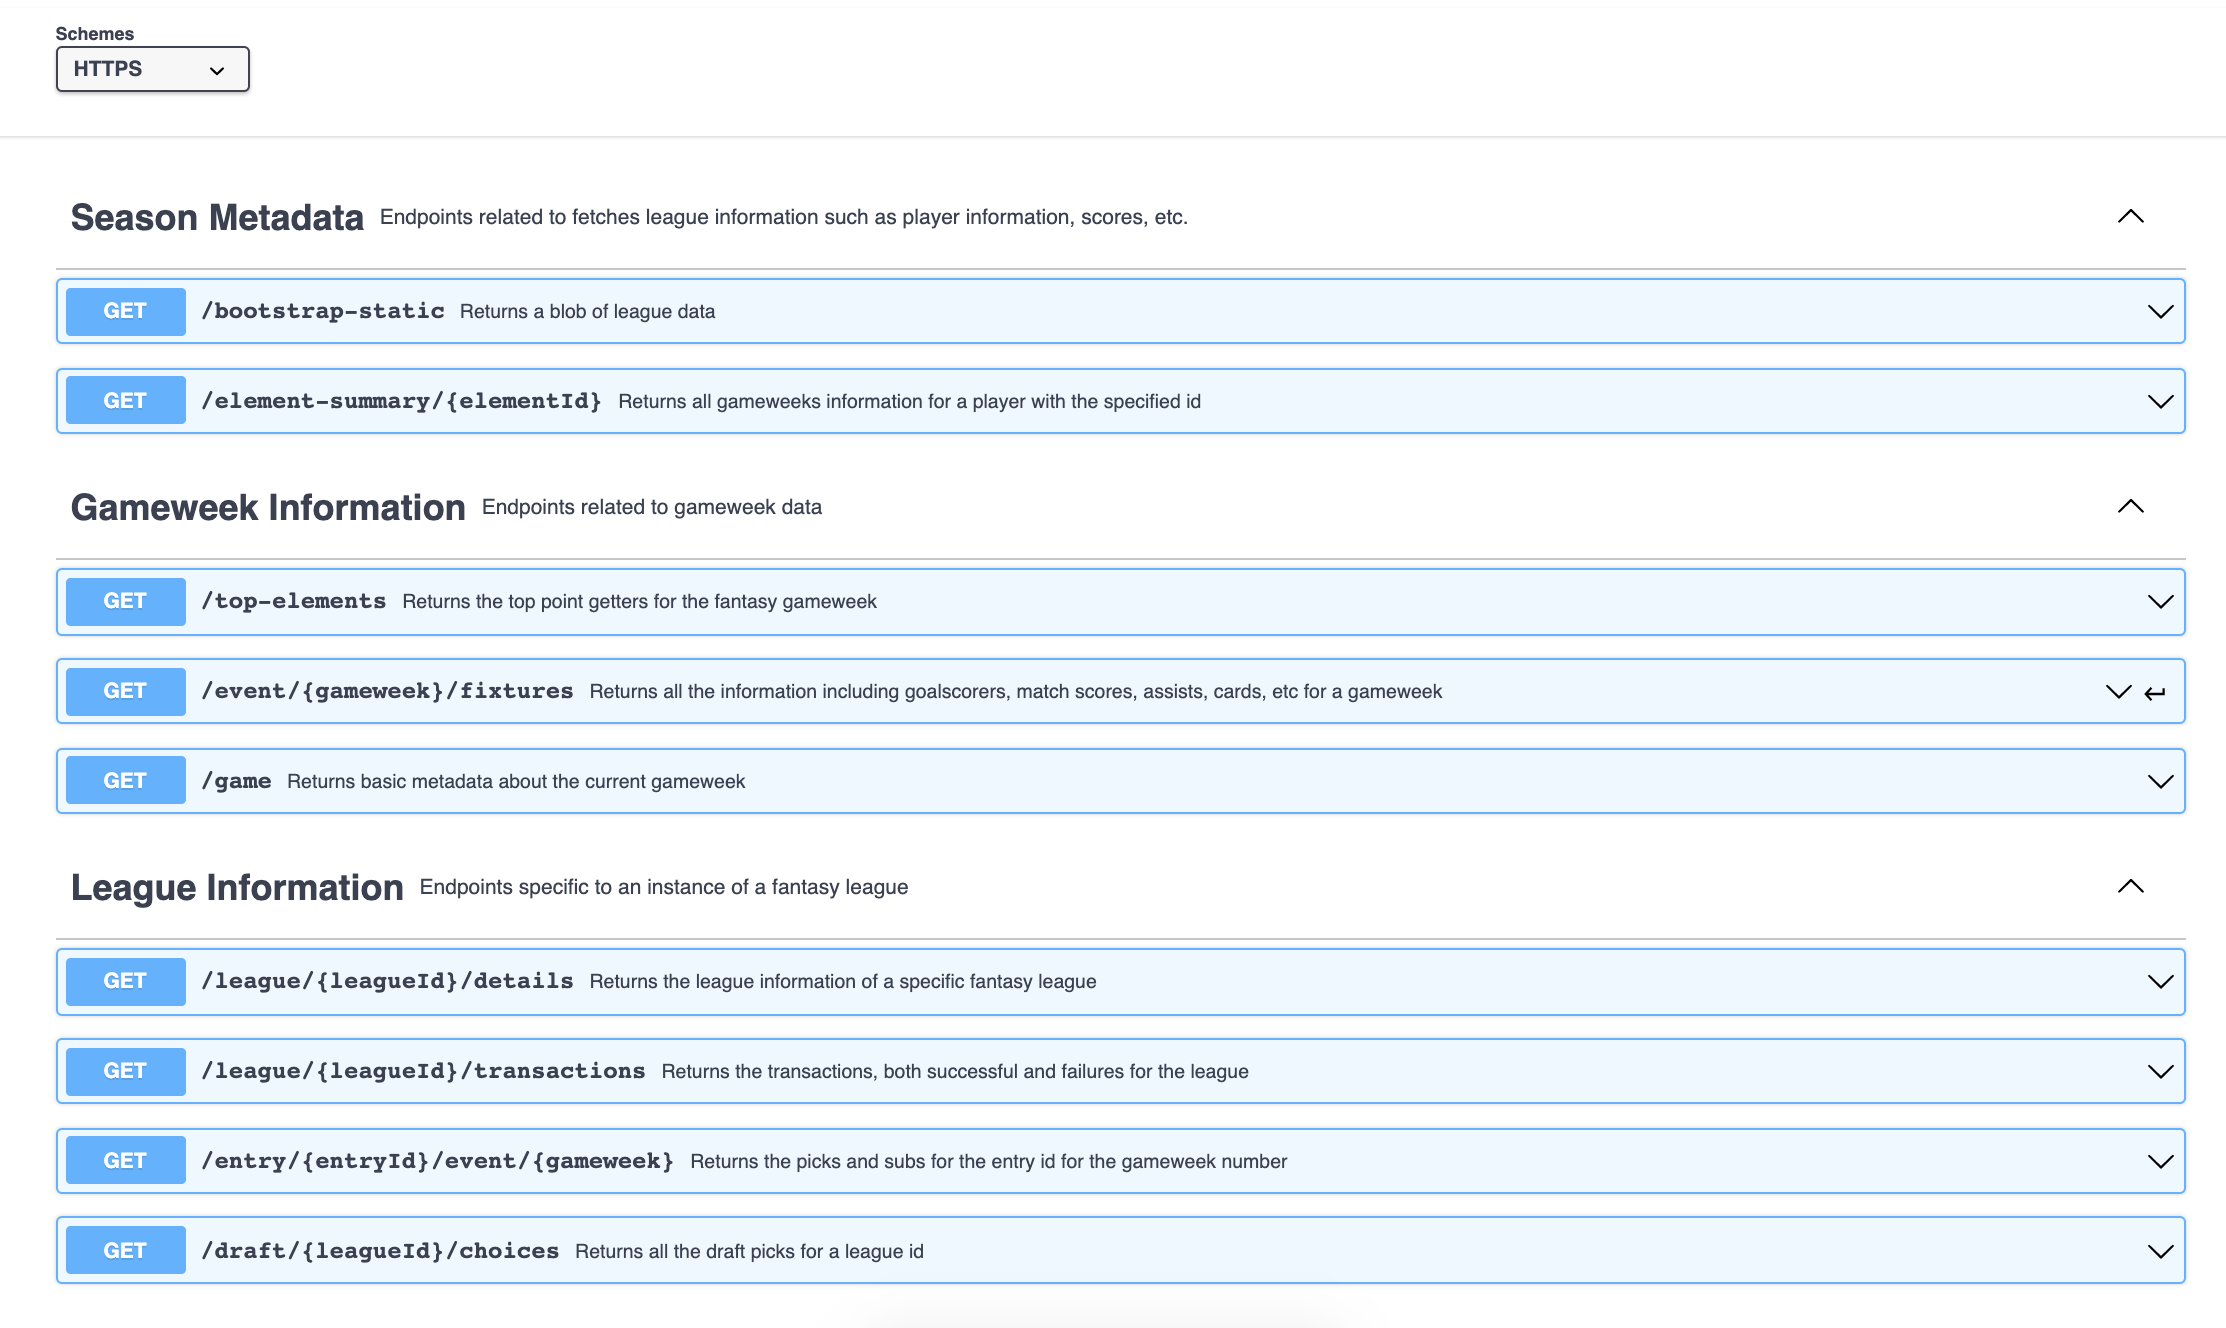 Schemes
HTTPS
Season Metadata Endpoints related to fetches league information such as player information, scores, etc.
GET /bootstrap-static Returns a blob of league data
GET /element-summary/{elementId} Returns all gameweeks information for a player with the specified id
Gameweek Information Endpoints related to gameweek data
GET /top-elements Returns the top point getters for the fantasy gameweek
GET /event/{gameweek}/fixtures Returns all the information including goalscorers, match scores, assists, cards, etc for a gameweek
GET /game Returns basic metadata about the current gameweek
League Information Endpoints specific to an instance of a fantasy league
GET /league/{leagueId}/details Returns the league information of a specific fantasy league
GET /league/{leagueId}/transactions Returns the transactions, both successful and failures for the league
GET /entry/{entryId}/event/{gameweek} Returns the picks and subs for the entry id for the gameweek number
GET /draft/{leagueId}/choices Returns all the draft picks for a league id